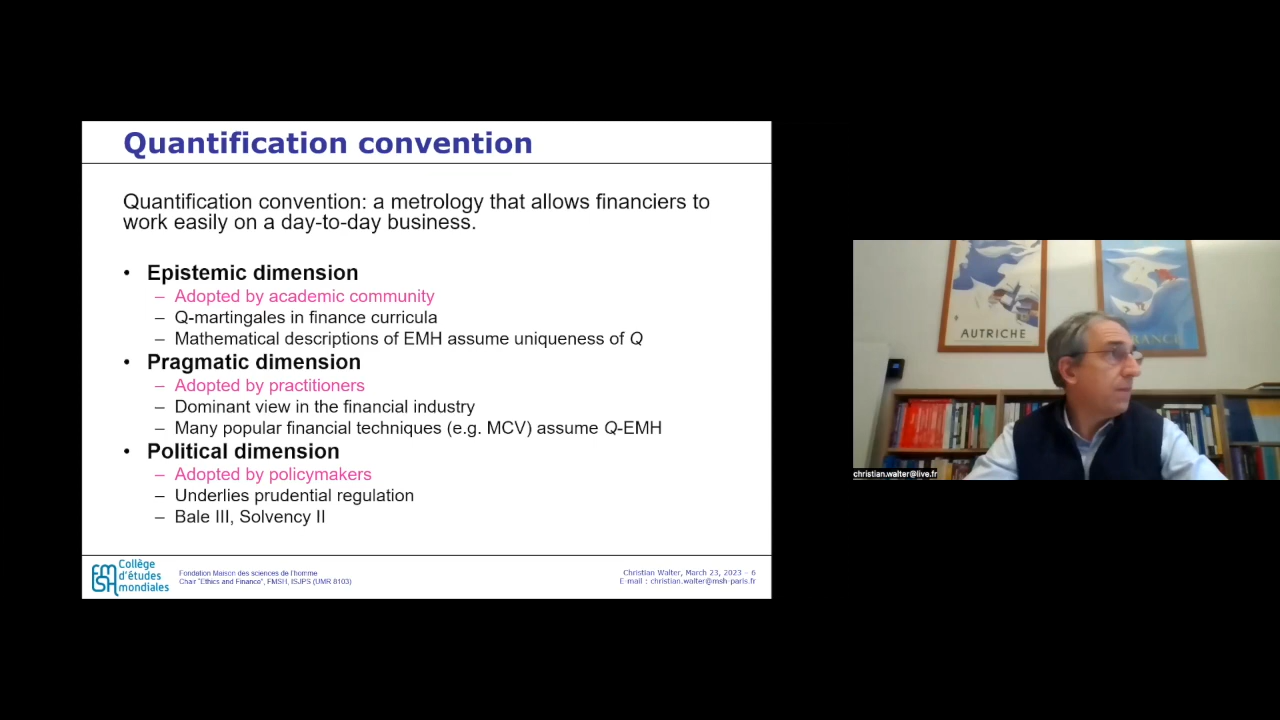 Quantification convention
Quantification convention: a metrology that allows financiers to
work easily on a day-to-day business.
• Epistemic dimension
– Adopted by academic community
– Q-martingales in finance curricula
– Mathematical descriptions of EMH assume uniqueness of Q
• Pragmatic dimension
– Adopted by practitioners
– Dominant view in the financial industry
– Many popular financial techniques (e.g. MCV) assume Q-EMH
• Political dimension
– Adopted by policymakers
– Underlies prudential regulation
– Bale III, Solvency II
FMSH
Collège
d'études
mondiales
Fondation Maison des sciences de l'homme
Chair "Ethics and Finance", FMSH, ISJPS (UMR 8103)
Christian Walter, March 23, 2023 – 6
E-mail : christian.walter@msh-paris.fr
AUTRICHE
christian.walter@live.fr